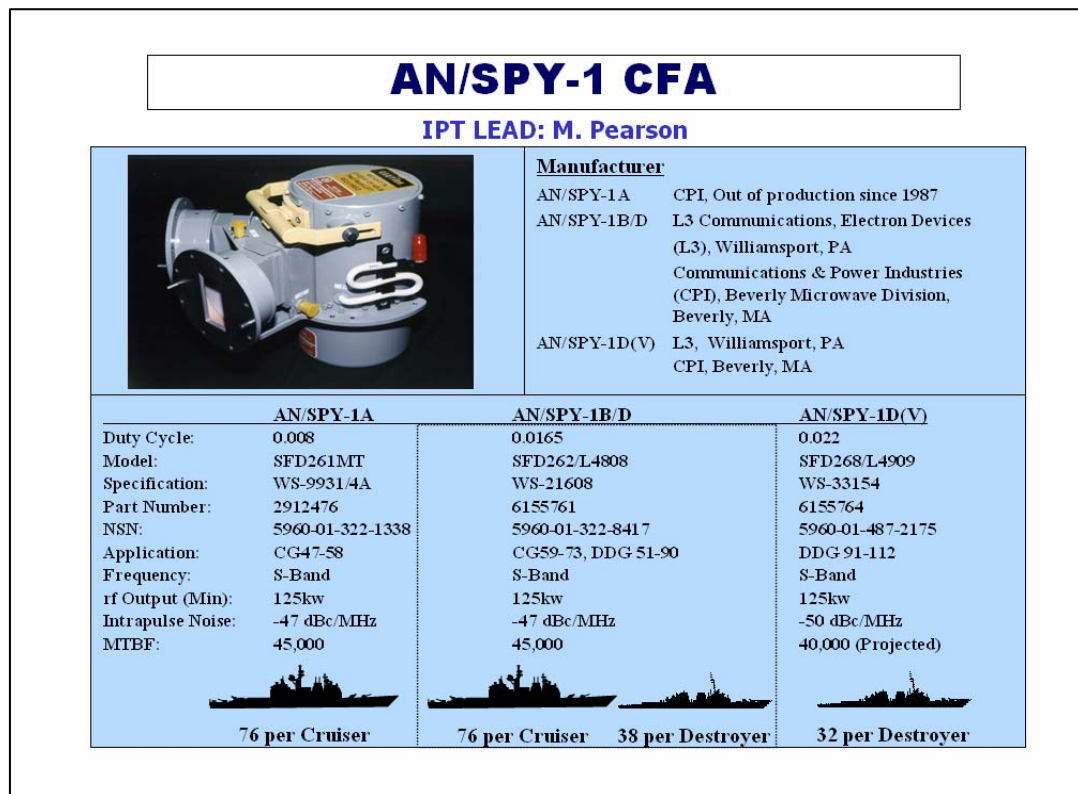 AN/SPY-1 CFA
IPT LEAD: M. Pearson
Manufacturer
AN/SPY-1A CPI, Out of production since 1987
AN/SPY-1B/D L3 Communications, Electron Devices
(L3), Williamsport, PA
Communications & Power Industries
(CPI), Beverly Microwave Division,
Beverly, MA
AN/SPY-1D(V) L3, Williamsport, PA
CPI, Beverly, MA
AN/SPY-1A AN/SPY-1B/D AN/SPY-1D(V)
Duty Cycle: 0.008 0.0165 0.022
Model: SFD261MT SFD262/L4808 SFD268/L4909
Specification: WS-9931/4A WS-21608 WS-33154
Part Number: 2912476 6155761 6155764
NSN: 5960-01-322-1338 5960-01-322-8417 5960-01-487-2175
Application: CG47-58 CG59-73, DDG 51-90 DDG 91-112
Frequency: S-Band S-Band S-Band
rf Output (Min): 125kw 125kw 125kw
Intrapulse Noise: -47 dBc/MHz -47 dBc/MHz -50 dBc/MHz
MTBF: 45,000 45,000 40,000 (Projected)
76 per Cruiser 76 per Cruiser 38 per Destroyer 32 per Destroyer